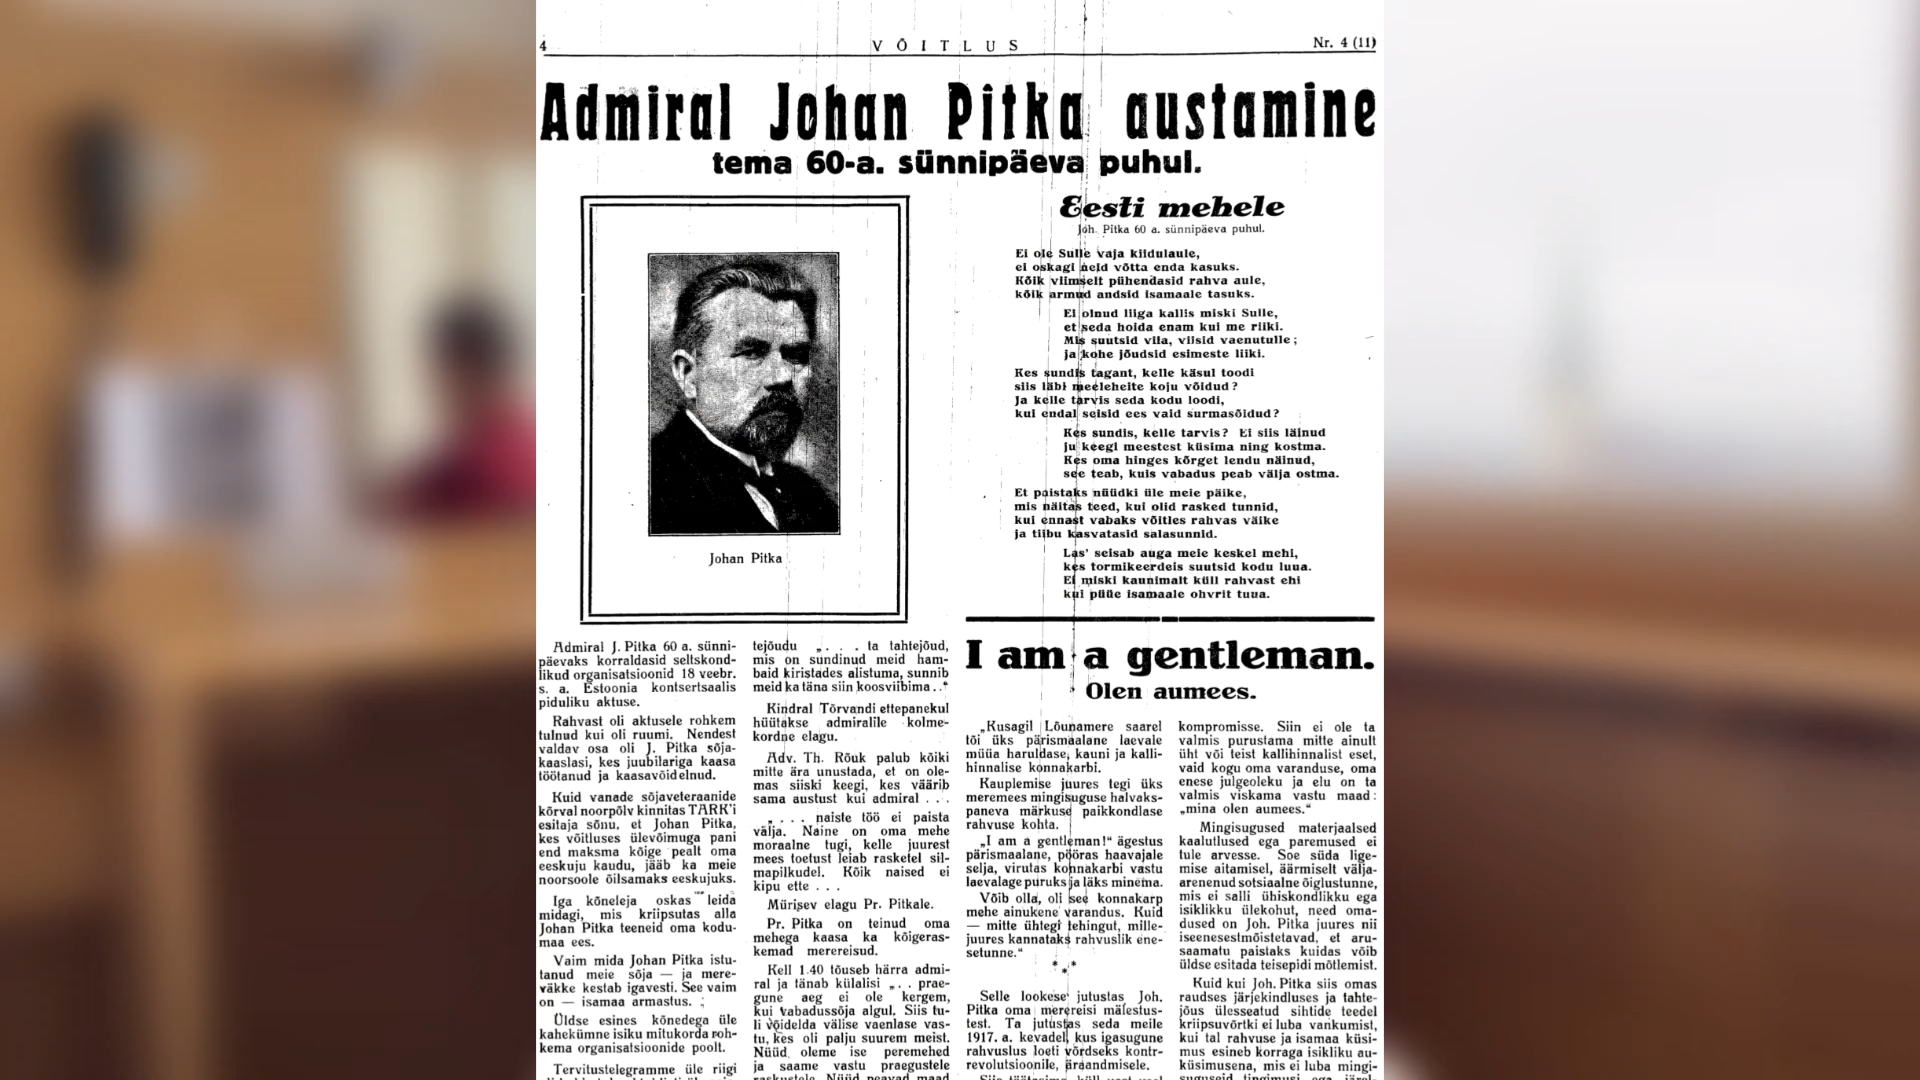 4
VÕITLUS
Nr. 4 (11)
Admiral Johan Pitka austamine
tema 60-a. sünnipäeva puhul.
Johan Pitka
Eesti mehele
Joh. Pitka 60 a. sünnipäeva puhul.
Ei ole Sulle vaja kiidulaule,
ei oskagi neid võtta enda kasuks.
Kõik viimselt pühendasid rahva aule,
kõik armud andsid isamaale tasuks.
Ei olnud liiga kallis miski Sulle,
et seda hoida enam kui me riiki.
Mis suutsid viia, viisid vaenutulle;
ja kohe jõudsid esimeste liiki.
Kes sundis tagant, kelle käsul toodi
siis läbi meeleheite koju võidud?
Ja kelle tarvis seda kodu loodi,
kui endal seisid ees vaid surmasõidud?
Kes sundis, kelle tarvis? Ei siis läinud
ju keegi meestest küsima ning kostma.
Kes oma hinges kõrget lendu näinud,
see teab, kuis vabadus peab välja ostma.
Et paistaks nüüdki üle meie päike,
mis näitas teed, kui olid rasked tunnid,
kui ennast vabaks võitles rahvas väike
ja tiibu kasvatasid salasunnid.
Las' seisab auga meie keskel mehi,
kes tormikeerdeis suutsid kodu luua.
Ei miski kaunimalt küll rahvast ehi
kui püüe isamaale ohvrit tuua.
Admiral J. Pitka 60 a. sünni-
päevaks korraldasid seltskond-
likud organisatsioonid 18 veebr.
s. a. Estoonia kontsertsaalis
piduliku aktuse.
Rahvast oli aktusele rohkem
tulnud kui oli ruumi. Nendest
valdav osa oli J. Pitka sõja-
kaaslasi, kes juubilariga kaasa
töötanud ja kaasavõidelnud.
Kuid vanade sõjaveteraanide
kõrval noorpõlv kinnitas TARK'i
esitaja sõnu, et Johan Pitka,
kes võitluses ülevõimuga pani
end maksma kõige pealt oma
eeskuju kaudu, jääb ka meie
noorsoole õilsamaks eeskujuks.
Iga kõneleja oskas leida
midagi, mis kriipsutas alla
Johan Pitka teeneid oma kodu-
maa ees.
Vaim mida Johan Pitka istu-
tanud meie sõja — ja mere-
väkke kestab igavesti. See vaim
on — isamaa armastus.
Üldse esines kõnedega üle
kahekümne isiku mitukorda roh-
kema organisatsioonide poolt.
Tervitustelegramme üle riigi
tejõudu „. . . ta tahtejõud,
mis on sundinud meid ham-
baid kiristades alistuma, sunnib
meid ka täna siin koosviibima . ."
Kindral Tõrvandi ettepanekul
hüütakse admiralile kolme-
kordne elagu.
Adv. Th. Rõuk palub kõiki
mitte ära unustada, et on ole-
mas siiski keegi, kes väärib
sama austust kui admiral . . .
„. . . naiste töö ei paista
välja. Naine on oma mehe
moraalne tugi, kelle juurest
mees toetust leiab rasketel sil-
mapilkudel. Kõik naised ei
kipu ette . . .
Mürisev elagu Pr. Pitkale.
Pr. Pitka on teinud oma
mehega kaasa ka kõigeras-
kemad merereisud.
Kell 1.40 tõuseb härra admi-
ral ja tänab külalisi „. . prae-
gune aeg ei ole kergem,
kui vabadussõja algul. Siis tu-
li võidelda välise vaenlase vas-
tu, kes oli palju suurem meist.
Nüüd oleme ise peremehed
ja saame vastu praegustele
raskustele. Nüüd peavad maad
I am a gentleman.
Olen aumees.
„Kusagil Lõunamere saarel
tõi üks pärismaalane laevale
müüa haruldase, kauni ja kalli-
hinnalise konnakarbi.
Kauplemise juures tegi üks
meremees mingisuguse halvaks-
paneva märkuse paikkondlase
rahvuse kohta.
„I am a gentleman!" ägestus
pärismaalane, pööras haavajale
selja, virutas konnakarbi vastu
laevalage puruks ja läks minema.
Võib olla, oli see konnakarp
mehe ainukene varandus. Kuid
— mitte ühtegi tehingut, mille-
juures kannataks rahvuslik ene-
setunne."
* * *
Selle lookese jutustas Joh.
Pitka oma merereisi mälestus-
test. Ta jutustas seda meile
1917. a. kevadel, kus igasugune
rahvuslus loeti võrdseks kontr-
revolutsioonile, äraandmisele.
kompromisse. Siin ei ole ta
valmis purustama mitte ainult
üht või teist kallihinnalist eset,
vaid kogu oma varanduse, oma
enese julgeoleku ja elu on ta
valmis viskama vastu maad:
„mina olen aumees."
Mingisugused materjaalsed
kaalutlused ega paremused ei
tule arvesse. Soe süda lige-
mise aitamisel, äärmiselt välja-
arenenud sotsiaalne õiglustunne,
mis ei salli ühiskondlikku ega
isiklikku ülekohut, need oma-
dused on Joh. Pitka juures nii
iseenesestmõistetavad, et aru-
saamatu paistaks kuidas võib
üldse esitada teisepidi mõtlemist.
Kuid kui Joh. Pitka siis omas
raudses järjekindluses ja tahte-
jõus ülesseatud sihtide teedel
kriipsuvõrtki ei luba vankumist,
kui tal rahvuse ja isamaa küsi-
mus esineb korraga isikliku au-
küsimusena, mis ei luba mingi-